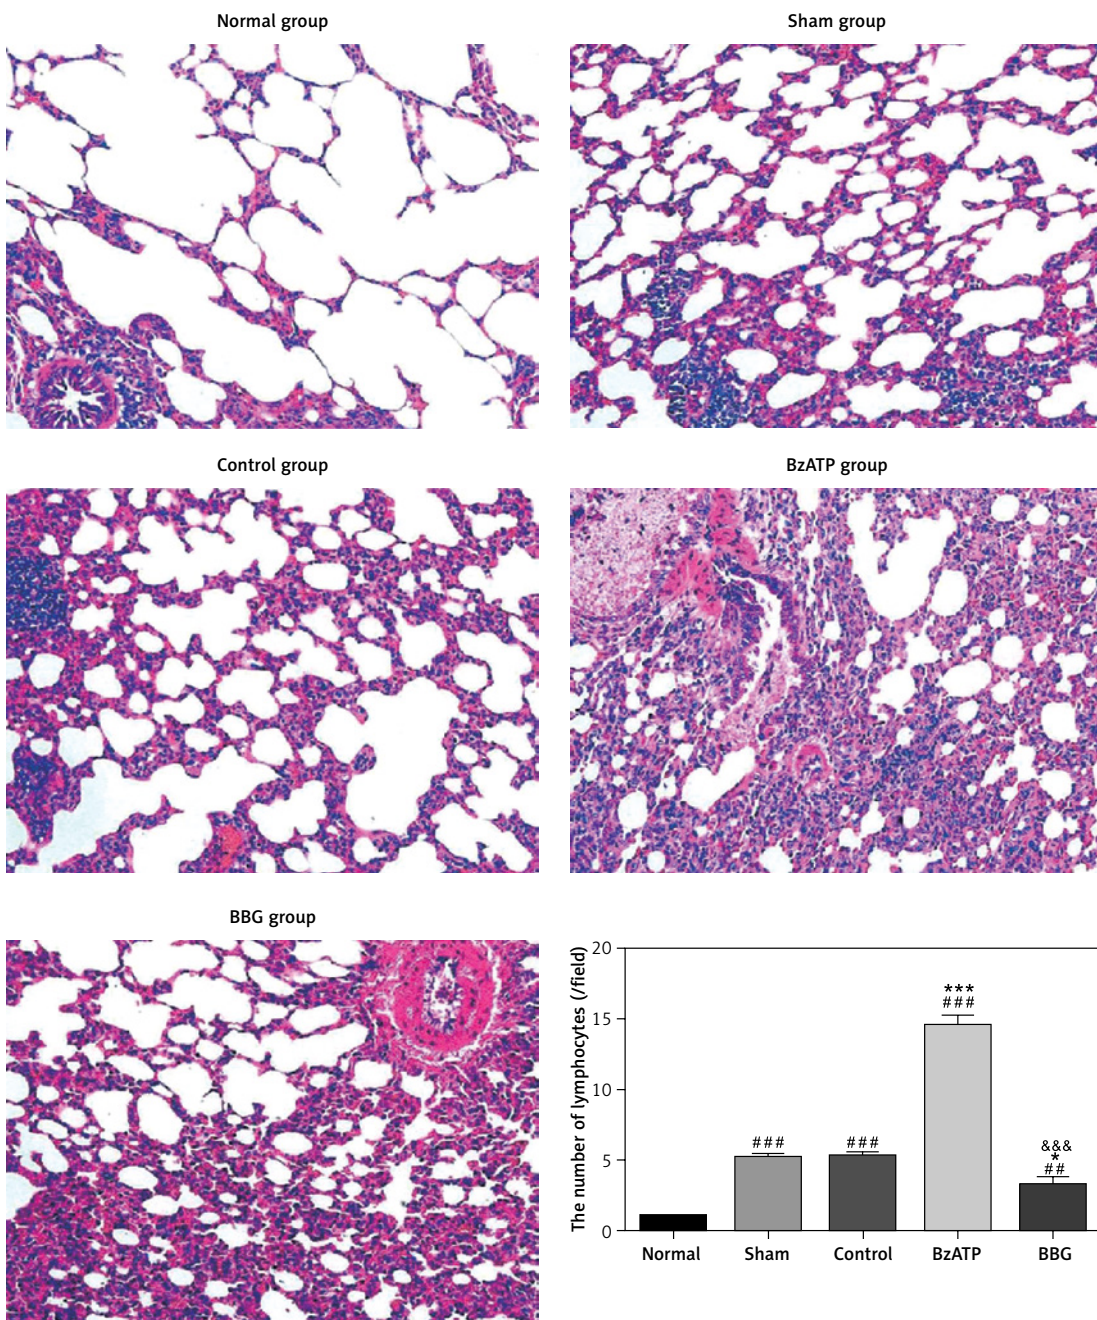 Normal group
Sham group
Control group
BzATP group
BBG group
The number of lymphocytes (/field)
20
15
10
5
0
###
###
***
###
&&&
*
##
Normal
Sham
Control
BzATP
BBG